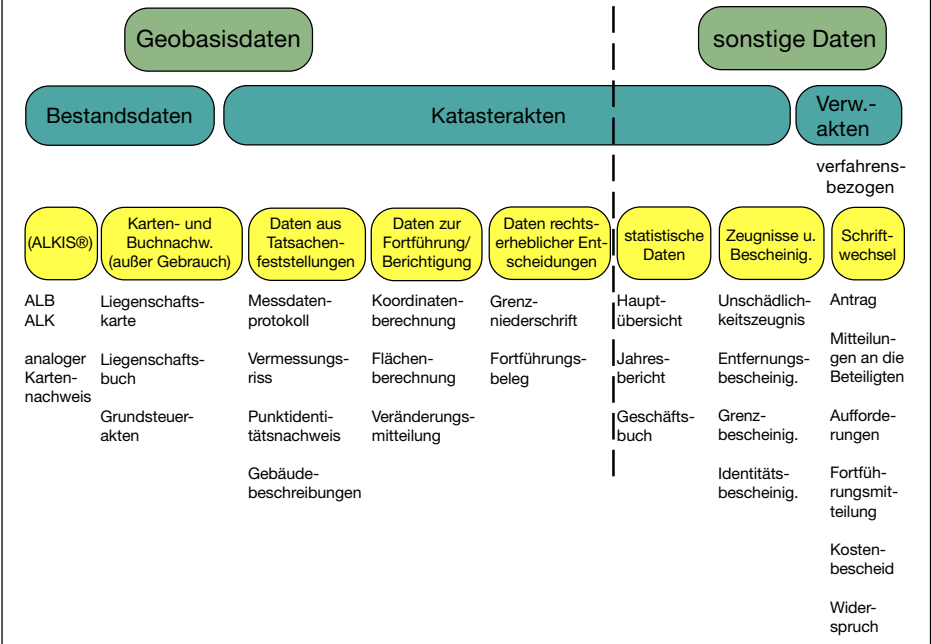 Geobasisdaten
sonstige Daten
Bestandsdaten
Katasterakten
Verw.-
akten
verfahrens-
bezogen
(ALKIS®)
Karten- und
Buchnachw.
(außer Gebrauch)
Daten aus
Tatsachen-
feststellungen
Daten zur
Fortführung/
Berichtigung
Daten rechts-
erheblicher Ent-
scheidungen
statistische
Daten
Zeugnisse u.
Bescheinig.
Schrift-
wechsel
ALB
ALK
analoger
Karten-
nachweis
Liegenschafts-
karte
Liegenschafts-
buch
Grundsteuer-
akten
Messdaten-
protokoll
Vermessungs-
riss
Punktidenti-
tätsnachweis
Gebäude-
beschreibungen
Koordinaten-
berechnung
Flächen-
berechnung
Veränderungs-
mitteilung
Grenz-
niederschrift
Fortführungs-
beleg
Haupt-
übersicht
Jahres-
bericht
Geschäfts-
buch
Unschädlich-
keitszeugnis
Entfernungs-
bescheinig.
Grenz-
bescheinig.
Identitäts-
bescheinig.
Antrag
Mitteilun-
gen an die
Beteiligten
Aufforde-
rungen
Fortfüh-
rungsmit-
teilung
Kosten-
bescheid
Wider-
spruch